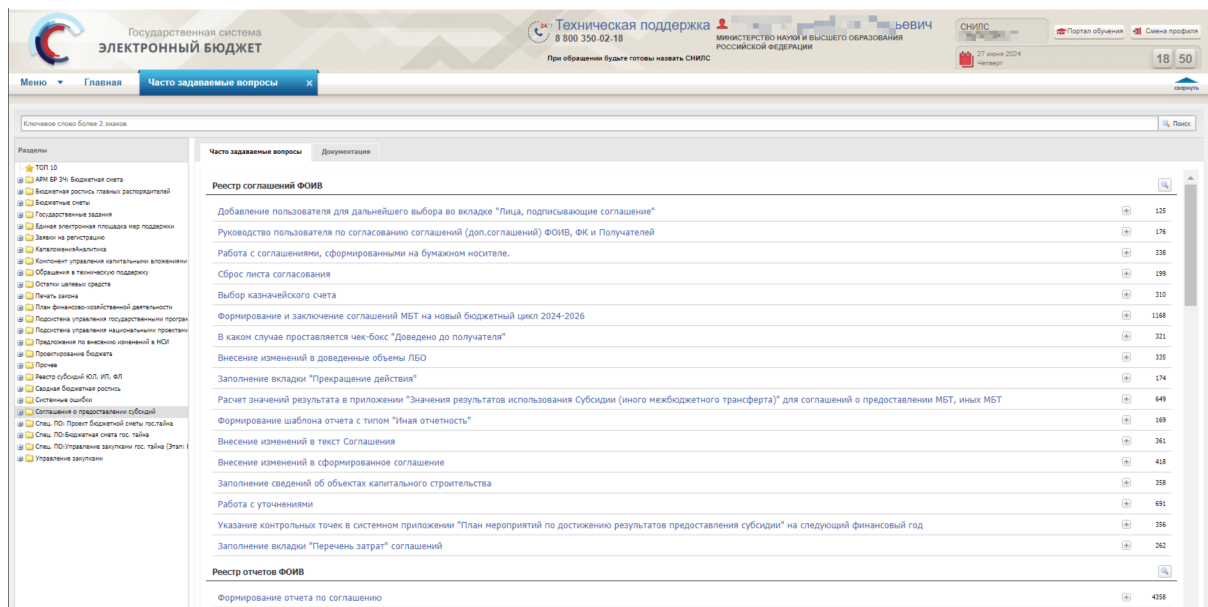 Государственная система
ЭЛЕКТРОННЫЙ БЮДЖЕТ
24
Техническая поддержка
8 800 350-02-18
При обращении будьте готовы назвать СНИЛС
ьевич
МИНИСТЕРСТВО НАУКИ И ВЫСШЕГО ОБРАЗОВАНИЯ
РОССИЙСКОЙ ФЕДЕРАЦИИ
СНИЛС
27 июня 2024
Четверг
Портал обучения
Смена профиля
18 50
свернуть
Меню
Главная
Часто задаваемые вопросы ×
Ключевое слово более 2 знаков
Поиск
Разделы
ТОП 10
АРМ БР ЗЧ: Бюджетная смета
Бюджетная роспись главных распорядителей
Бюджетные сметы
Государственные задания
Единая электронная площадка мер поддержки
Заявки на регистрацию
КапвложенияАналитика
Компонент управления капитальными вложениями
Обращения в техническую поддержку
Остатки целевых средств
Печать закона
План финансово-хозяйственной деятельности
Подсистема управления государственными програм
Подсистема управления национальными проектами
Предложения по внесению изменений в НСИ
Проектирование бюджета
Прочее
Реестр субсидий ЮЛ, ИП, ФЛ
Сводная бюджетная роспись
Системные ошибки
Соглашения о предоставлении субсидий
Спец. ПО: Проект бюджетной сметы гос.тайна
Спец. ПО:Бюджетная смета гос. тайна
Спец. ПО:Управление закупками гос. тайна (Этап:
Управление закупками
Часто задаваемые вопросы
Документация
Реестр соглашений ФОИВ
Добавление пользователя для дальнейшего выбора во вкладке "Лица, подписывающие соглашение" 125
Руководство пользователя по согласованию соглашений (доп.соглашений) ФОИВ, ФК и Получателей 176
Работа с соглашениями, сформированными на бумажном носителе. 338
Сброс листа согласования 199
Выбор казначейского счета 310
Формирование и заключение соглашений МБТ на новый бюджетный цикл 2024-2026 1168
В каком случае проставляется чек-бокс "Доведено до получателя" 321
Внесение изменений в доведенные объемы ЛБО 335
Заполнение вкладки "Прекращение действия" 174
Расчет значений результата в приложении "Значения результатов использования Субсидии (иного межбюджетного трансферта)" для соглашений о предоставлении МБТ, иных МБТ 649
Формирование шаблона отчета с типом "Иная отчетность" 169
Внесение изменений в текст Соглашения 361
Внесение изменений в сформированное соглашение 418
Заполнение сведений об объектах капитального строительства 358
Работа с уточнениями 691
Указание контрольных точек в системном приложении "План мероприятий по достижению результатов предоставления субсидии" на следующий финансовый год 356
Заполнение вкладки "Перечень затрат" соглашений 262
Реестр отчетов ФОИВ
Формирование отчета по соглашению 4358